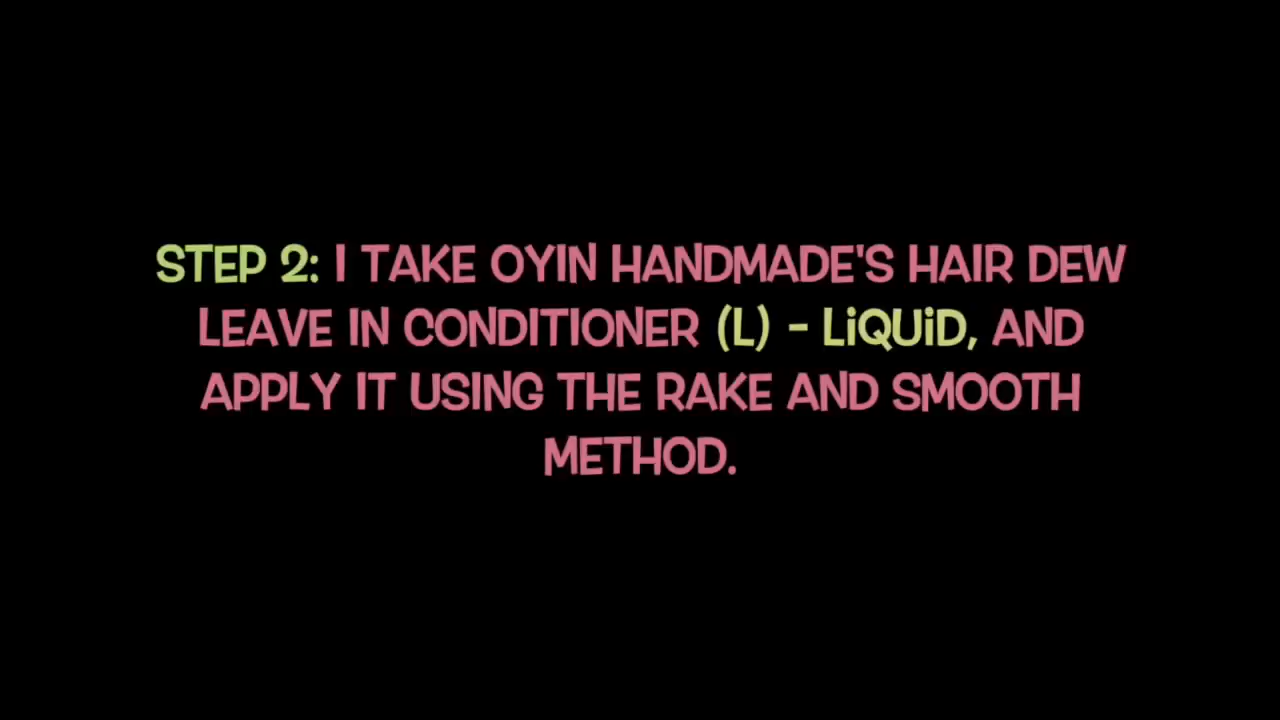 STEP 2: I TAKE OYIN HANDMADE'S HAIR DEW
LEAVE IN CONDITIONER (L) - LiQUiD, AND
APPLY IT USING THE RAKE AND SMOOTH
METHOD.